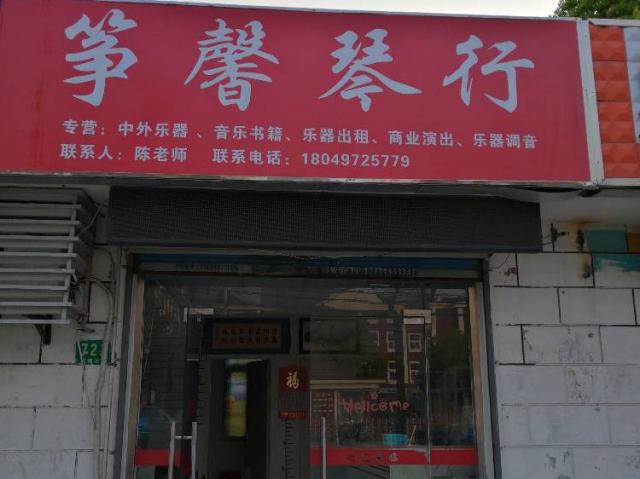 筝馨琴行
专营：中外乐器、音乐书籍、乐器出租、商业演出、乐器调音
联系人：陈老师 联系电话：18049725779
福
Wellcome